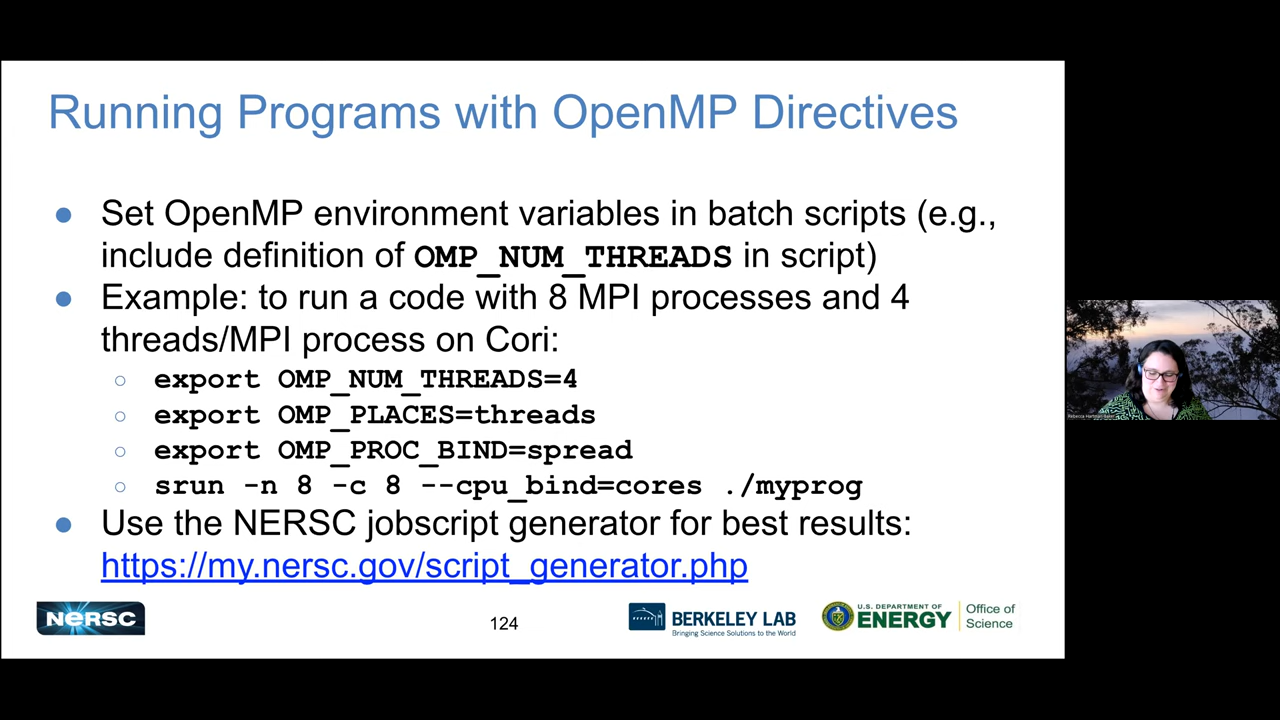 Running Programs with OpenMP Directives
● Set OpenMP environment variables in batch scripts (e.g.,
include definition of OMP_NUM_THREADS in script)
● Example: to run a code with 8 MPI processes and 4
threads/MPI process on Cori:
○ export OMP_NUM_THREADS=4
○ export OMP_PLACES=threads
○ export OMP_PROC_BIND=spread
○ srun -n 8 -c 8 --cpu_bind=cores ./myprog
● Use the NERSC jobscript generator for best results:
https://my.nersc.gov/script_generator.php
NERSC
124
BERKELEY LAB
Bringing Science Solutions to the World
U.S. DEPARTMENT OF
ENERGY
Office of
Science
Rebecca Hartman-Baker